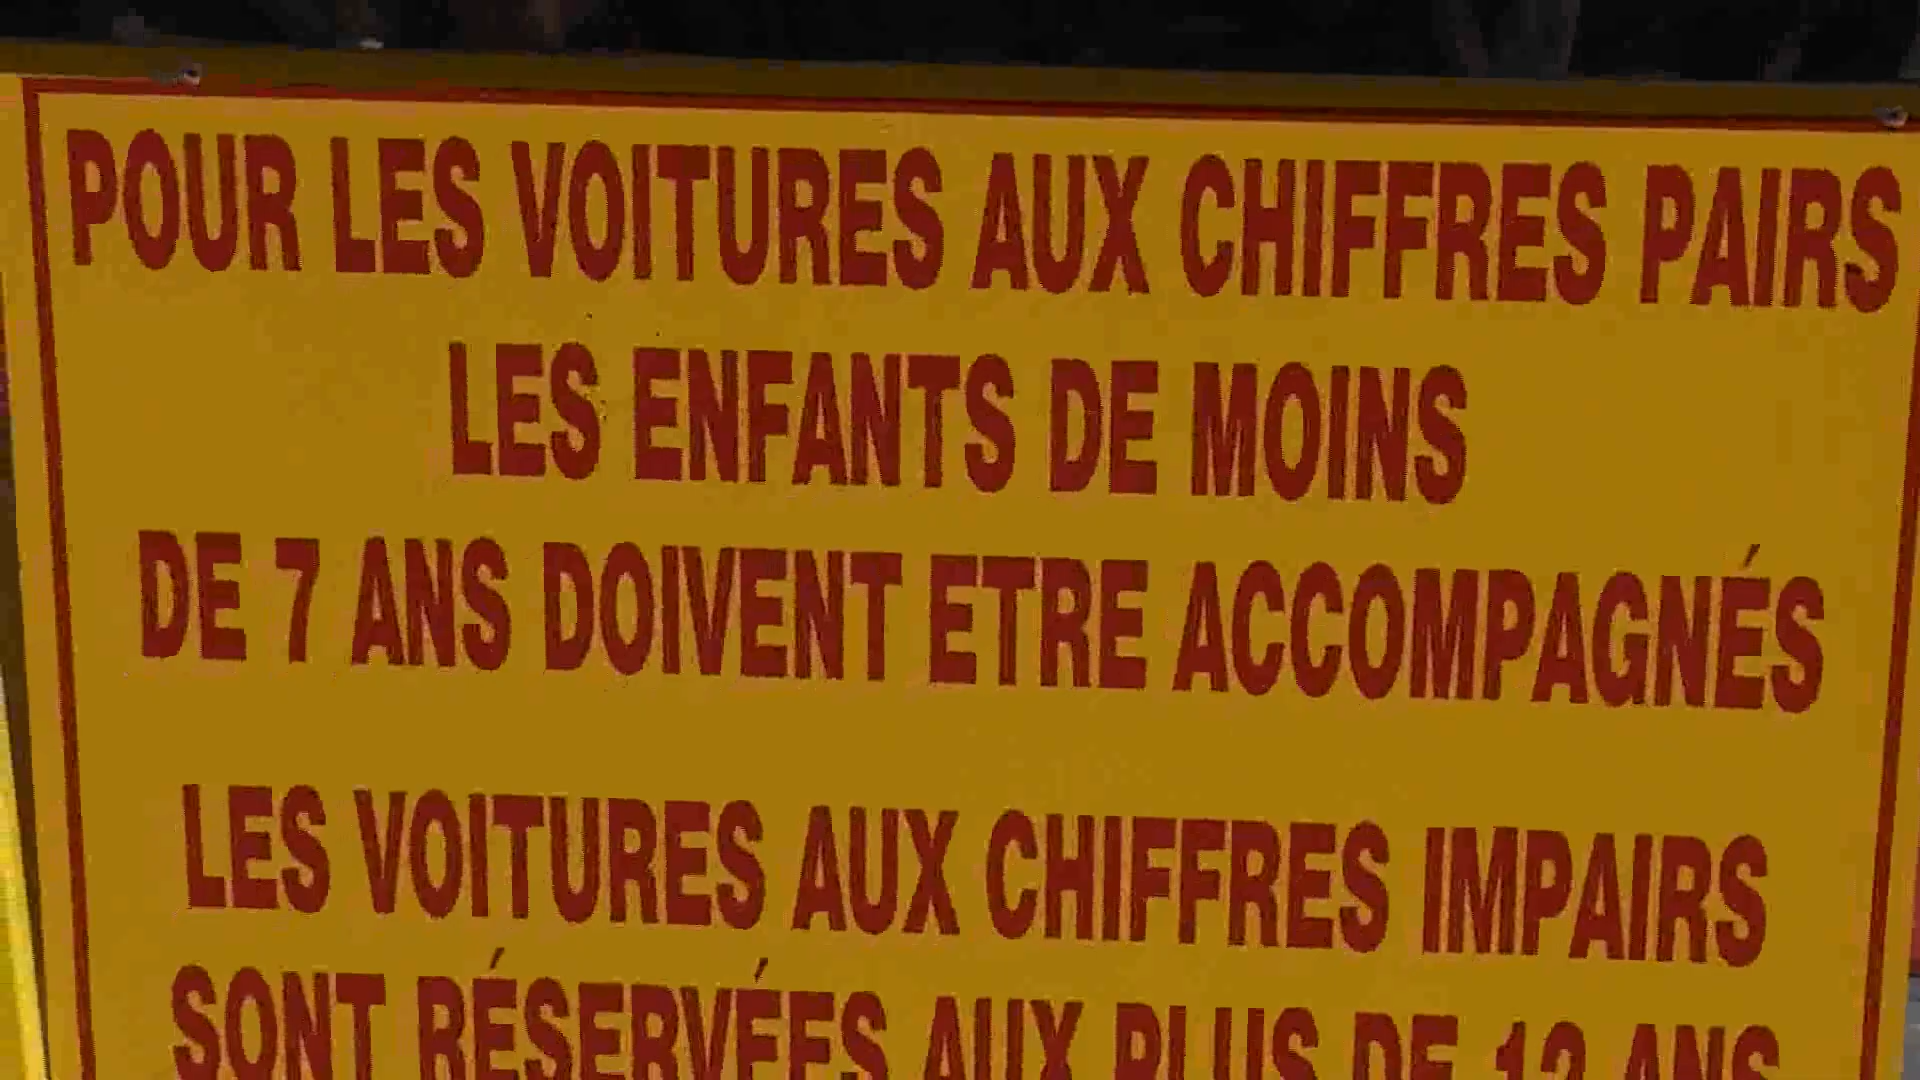 POUR LES VOITURES AUX CHIFFRES PAIRS
LES ENFANTS DE MOINS
DE 7 ANS DOIVENT ETRE ACCOMPAGNÉS
LES VOITURES AUX CHIFFRES IMPAIRS
SONT RÉSERVÉES AUX PLUS DE 12 ANS